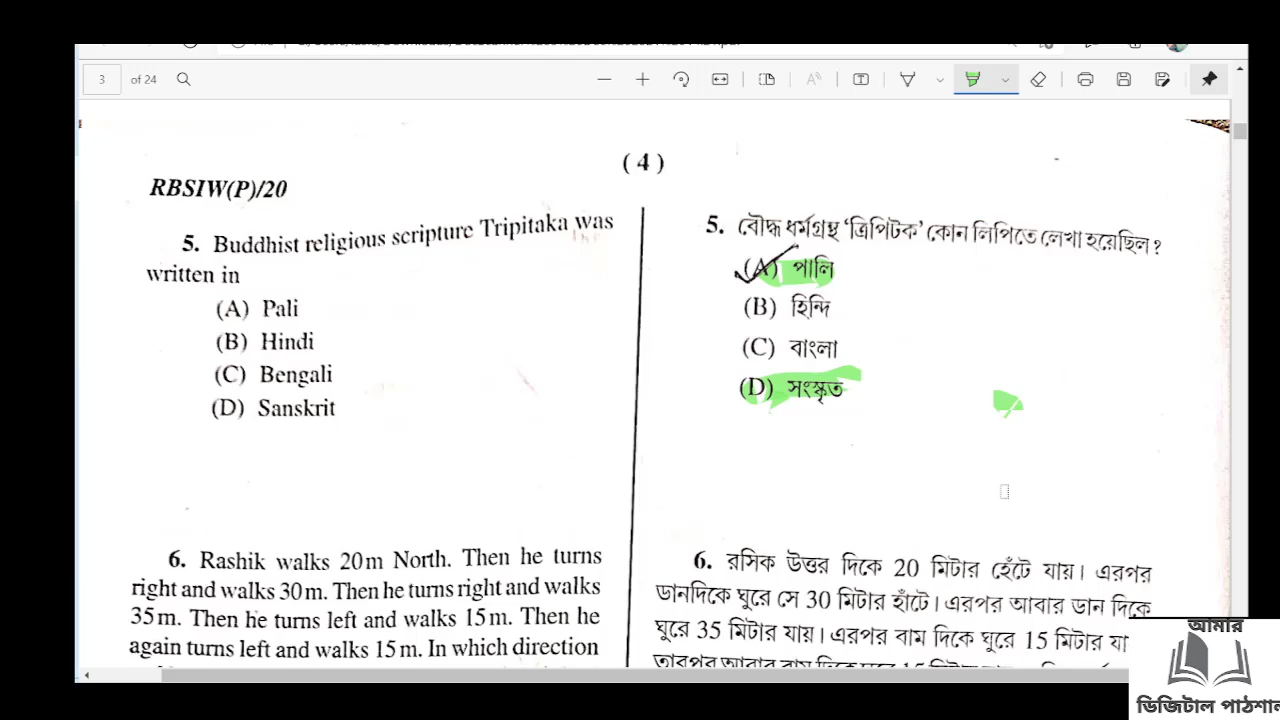 3 of 24
(4)
RBSIW(P)/20
5. Buddhist religious scripture Tripitaka was
written in
(A) Pali
(B) Hindi
(C) Bengali
(D) Sanskrit
6. Rashik walks 20m North. Then he turns
right and walks 30m. Then he turns right and walks
35m. Then he turns left and walks 15m. Then he
again turns left and walks 15m. In which direction
5. বৌদ্ধ ধর্মগ্রন্থ ‘ত্রিপিটক’ কোন লিপিতে লেখা হয়েছিল ?
(A) পালি
(B) হিন্দি
(C) বাংলা
(D) সংস্কৃত
6. রসিক উত্তর দিকে 20 মিটার হেঁটে যায়। এরপর
ডানদিকে ঘুরে সে 30 মিটার হাঁটে। এরপর আবার ডান দিকে
ঘুরে 35 মিটার যায়। এরপর বাম দিকে ঘুরে 15 মিটার যা
তারপর আবার বাম দিকে ঘুরে 15 মিটার
আমার
ডিজিটাল পাঠশা